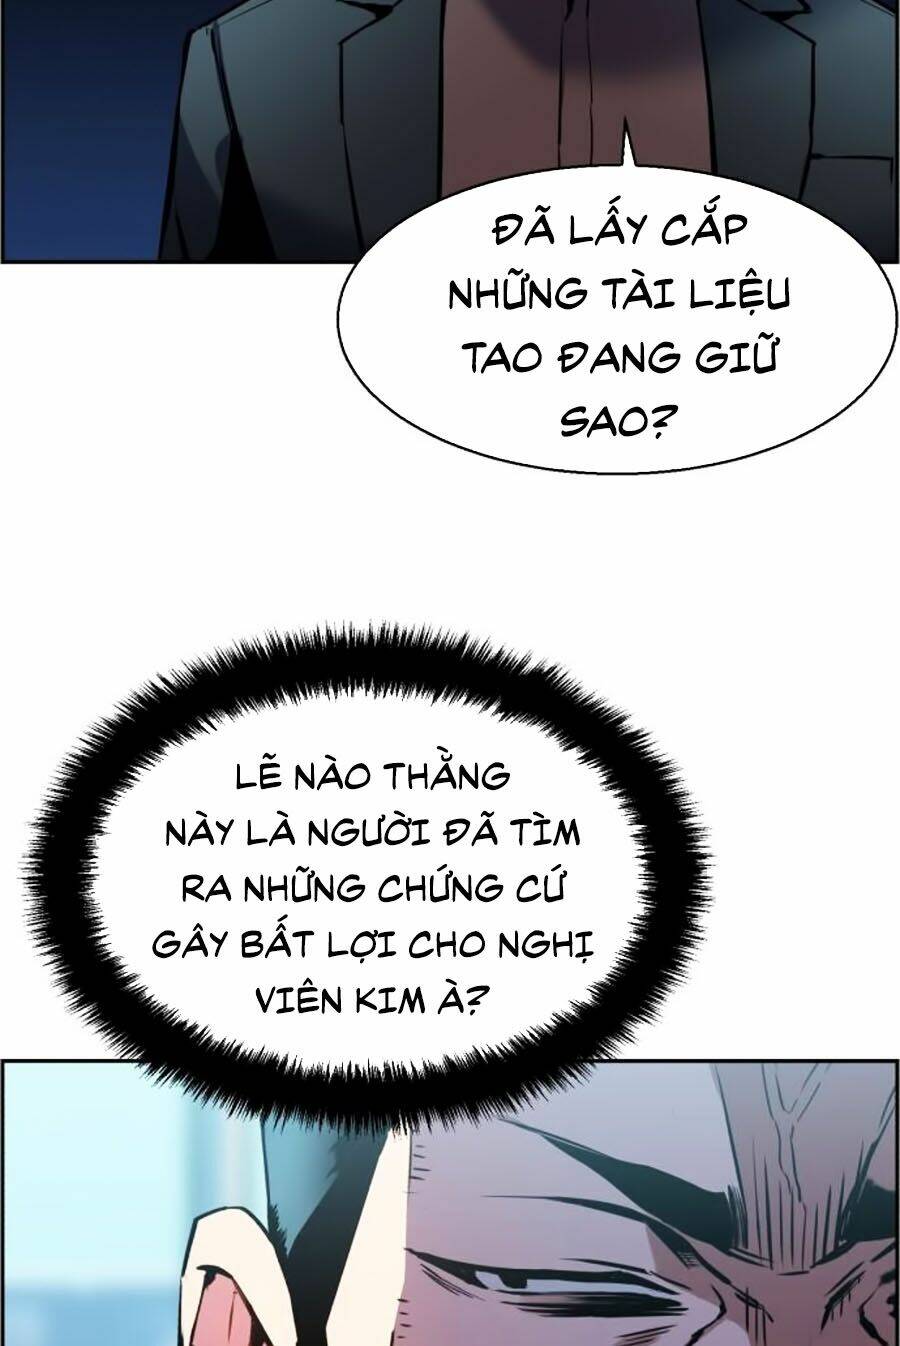 ĐÃ LẤY CẮP
NHỮNG TÀI LIỆU
TAO ĐANG GIỮ
SAO?
LẼ NÀO THẰNG
NÀY LÀ NGƯỜI ĐÃ TÌM
RA NHỮNG CHỨNG CỨ
GÂY BẤT LỢI CHO NGHỊ
VIÊN KIM À?